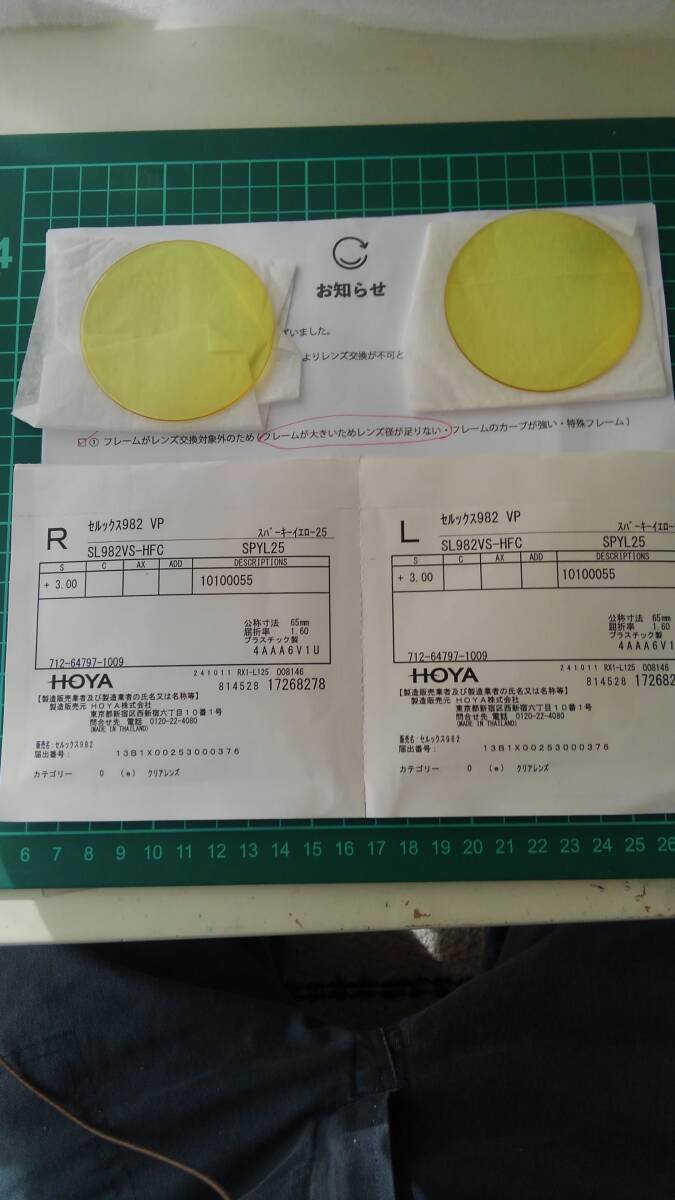 4
お知らせ
いました。
よりレンズ交換が不可と
☑① フレームがレンズ交換対象外のため(フレームが大きいためレンズ径が足りない・フレームのカーブが強い・特殊フレーム)
R
セルックス982 VP
スパーキーイエロー25
SL982VS-HFC
SPYL25
S C AX ADD DESCRIPTIONS
+ 3.00 10100055
公称寸法 65mm
屈折率 1.60
プラスチック製
4AAA6V1U
712-64797-1009
HOYA
241011 RX1-L125 008146
814528 17268278
【製造販売業者及び製造業者の氏名又は名称等】
製造販売元 HOYA株式会社
東京都新宿区西新宿六丁目10番1号
問合せ先 電話 0120-22-4080
(MADE IN THAILAND)
販売名:セルックス982
届出番号: 13B1X00253000376
カテゴリー 0 (m) クリアレンズ
L
セルックス982 VP
スパーキーイエロー
SL982VS-HFC
SPYL25
S C AX ADD DESCRIPTIONS
+ 3.00 10100055
公称寸法 65mm
屈折率 1.60
プラスチック製
4AAA6V1
712-64797-1009
HOYA
241011 RX1-L125 008146
814528 172682
【製造販売業者及び製造業者の氏名又は名称等】
製造販売元 HOYA株式会社
東京都新宿区西新宿六丁目10番1号
問合せ先 電話 0120-22-4080
(MADE IN THAILAND)
販売名:セルックス982
届出番号: 13B1X00253000376
カテゴリー 0 (m) クリアレンズ
6 7 8 9 10 11 12 13 14 15 16 17 18 19 20 21 22 23 24 25 26